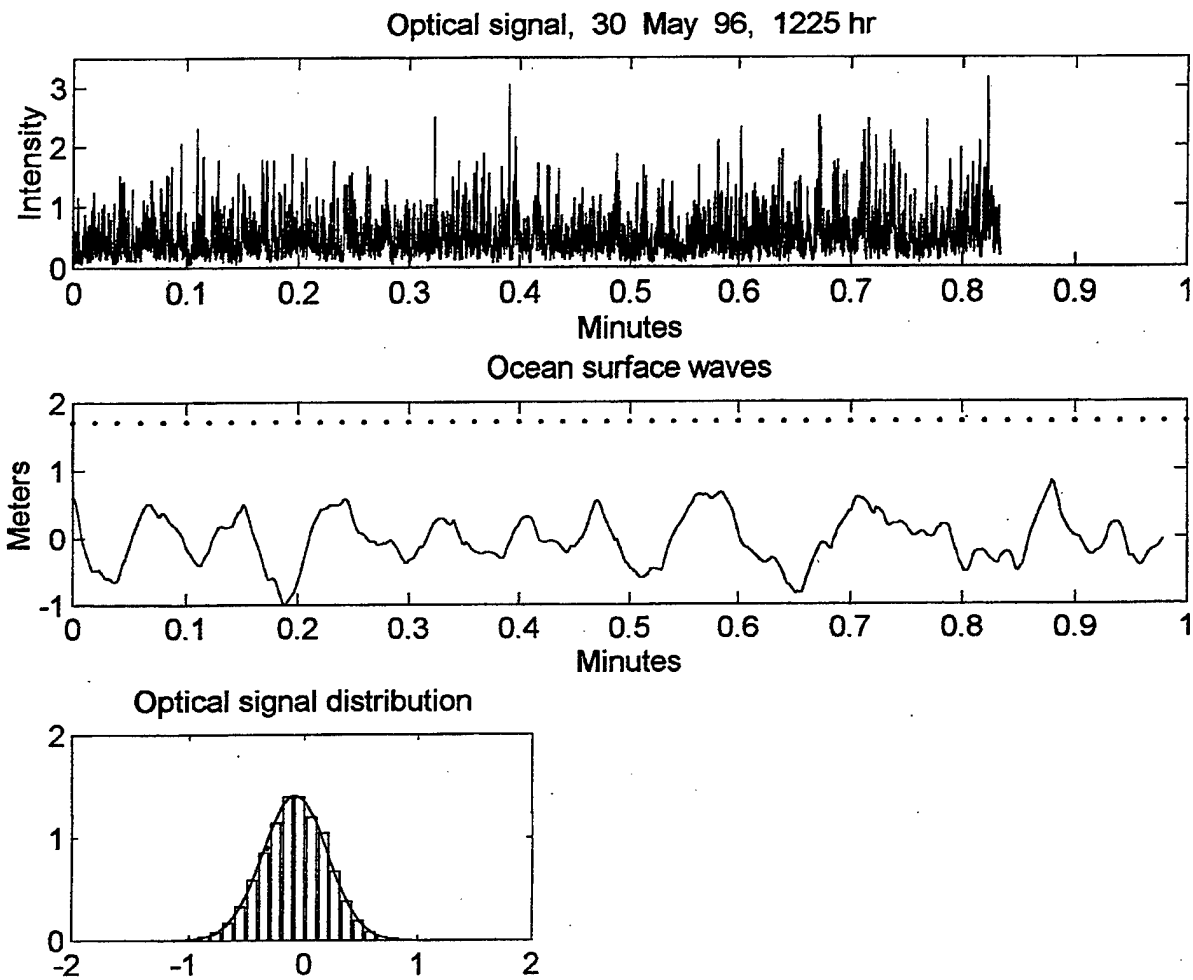 Optical signal, 30 May 96, 1225 hr
Intensity
3
2
1
0
0 0.1 0.2 0.3 0.4 0.5 0.6 0.7 0.8 0.9 1
Minutes
Ocean surface waves
Meters
2
1
0
-1
0 0.1 0.2 0.3 0.4 0.5 0.6 0.7 0.8 0.9 1
Minutes
Optical signal distribution
2
1
0
-2 -1 0 1 2